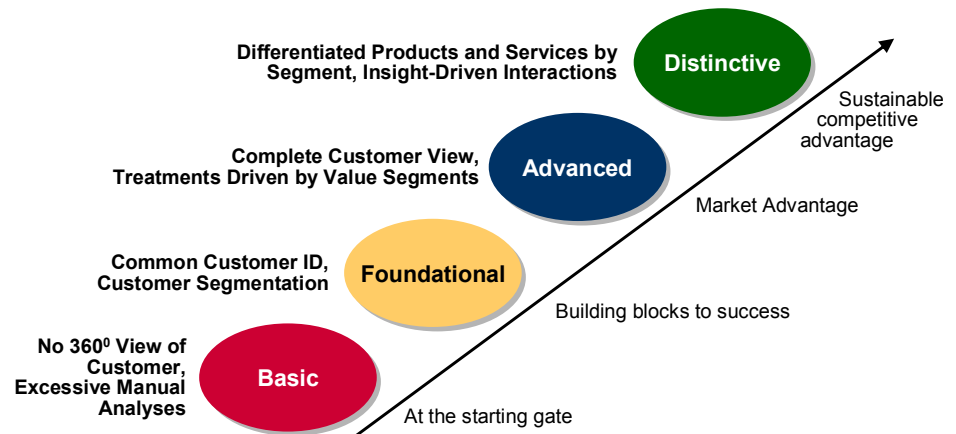 Differentiated Products and Services by
Segment, Insight-Driven Interactions
Distinctive
Sustainable
competitive
advantage
Complete Customer View,
Treatments Driven by Value Segments
Advanced
Market Advantage
Common Customer ID,
Customer Segmentation
Foundational
Building blocks to success
No 360⁰ View of
Customer,
Excessive Manual
Analyses
Basic
At the starting gate